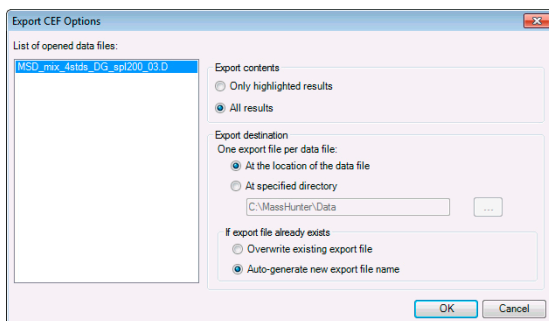 Export CEF Options
List of opened data files:
MSD_mix_4stds_DG_spl200_03.D
Export contents
Only highlighted results
All results
Export destination
One export file per data file:
At the location of the data file
At specified directory
C:\MassHunter\Data
...
If export file already exists
Overwrite existing export file
Auto-generate new export file name
OK
Cancel